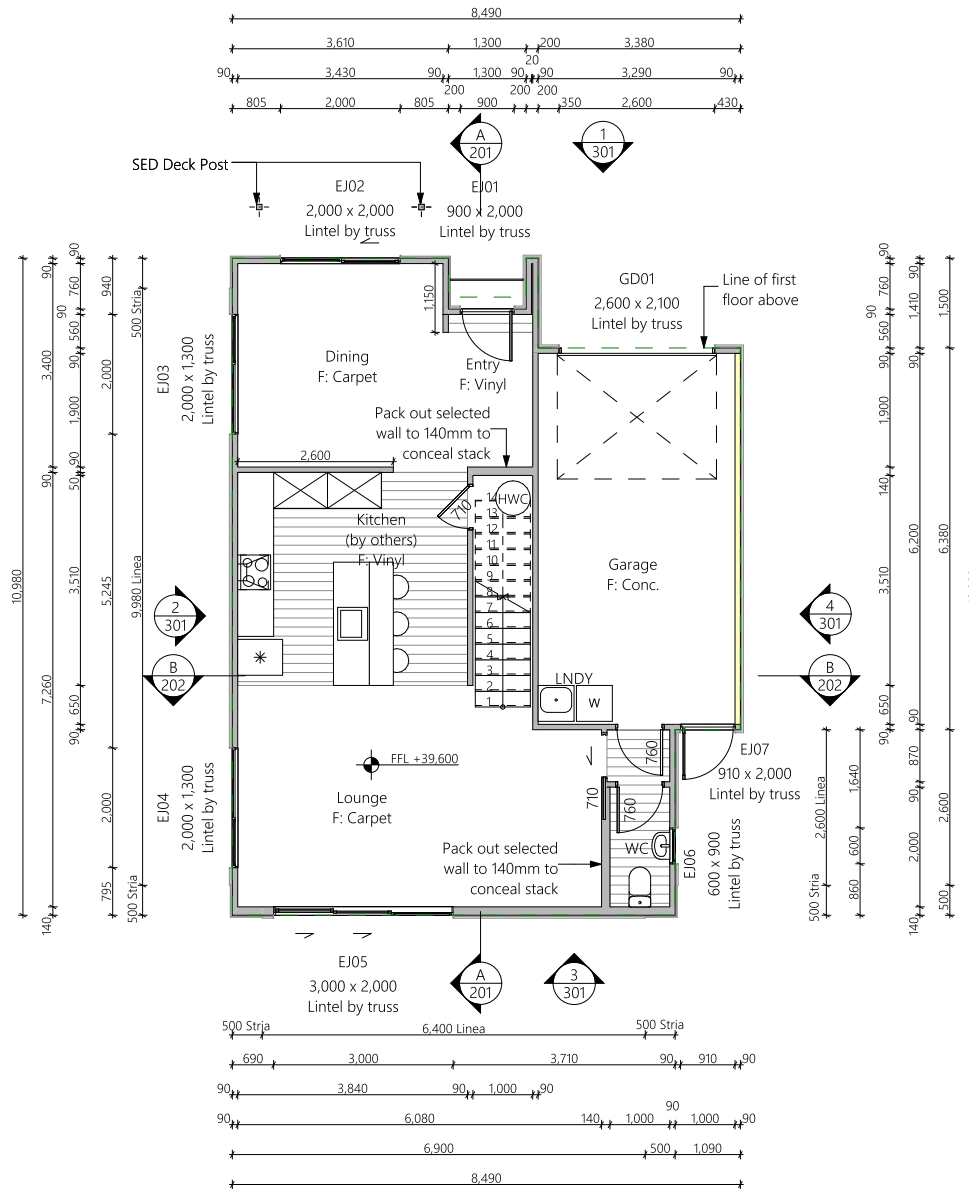 8,490
3,610 1,300 200 3,380
20
90 3,430 90 1,300 90 90 3,290 90
200 200 200
805 2,000 805 900 350 2,600 430
A
201
1
301
SED Deck Post
EJ02
2,000 x 2,000
Lintel by truss
EJ01
900 x 2,000
Lintel by truss
GD01
2,600 x 2,100
Lintel by truss
Line of first
floor above
10,980
90
3,400
90
7,260
140
90
760
90
560
90
1,900
90
50
3,510
650
90
940
2,000
5,245
2,000
795
500 Stria
9,980 Linea
500 Stria
EJ03
2,000 x 1,300
Lintel by truss
EJ04
2,000 x 1,300
Lintel by truss
1,150
Dining
F: Carpet
Entry
F: Vinyl
Pack out selected
wall to 140mm to
conceal stack
2,600
710
HWC
14
13
12
11
10
9
8
7
6
5
4
3
2
1
Kitchen
(by others)
F: Vinyl
Garage
F: Conc.
LNDY
W
2
301
B
202
4
301
B
202
FFL +39,600
Lounge
F: Carpet
760
710
760
WC
Pack out selected
wall to 140mm to
conceal stack
EJ07
910 x 2,000
Lintel by truss
EJ06
600 x 900
Lintel by truss
90
760
90
560
90
1,900
140
3,510
650
90
90
1,410
90
6,200
90
870
90
2,000
140
1,500
6,380
2,600
500
2,600 Linea
500 Stria
1,640
600
860
EJ05
3,000 x 2,000
Lintel by truss
A
201
3
301
500 Stria 6,400 Linea 500 Stria
690 3,000 3,710 90 910 90
90 3,840 90 1,000 90
90
90 6,080 140 1,000 1,000 90
6,900 500 1,090
8,490